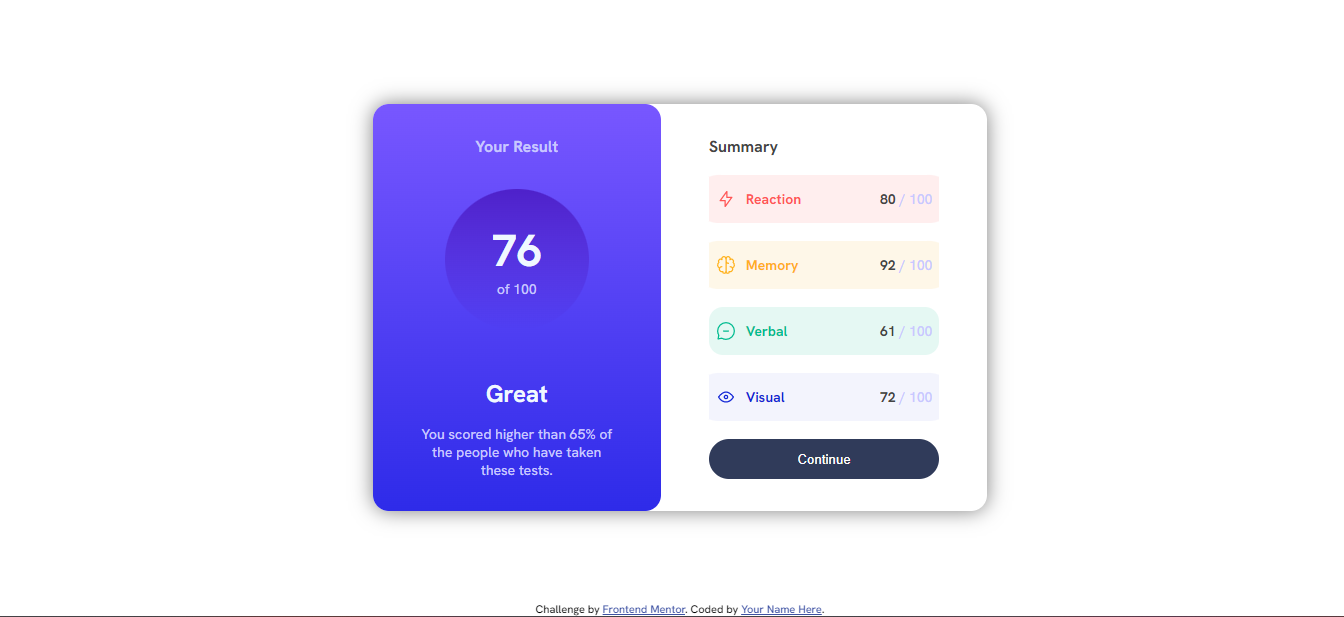 Your Result
76
of 100
Great
You scored higher than 65% of
the people who have taken
these tests.
Summary
Reaction 80 / 100
Memory 92 / 100
Verbal 61 / 100
Visual 72 / 100
Continue
Challenge by Frontend Mentor. Coded by Your Name Here.